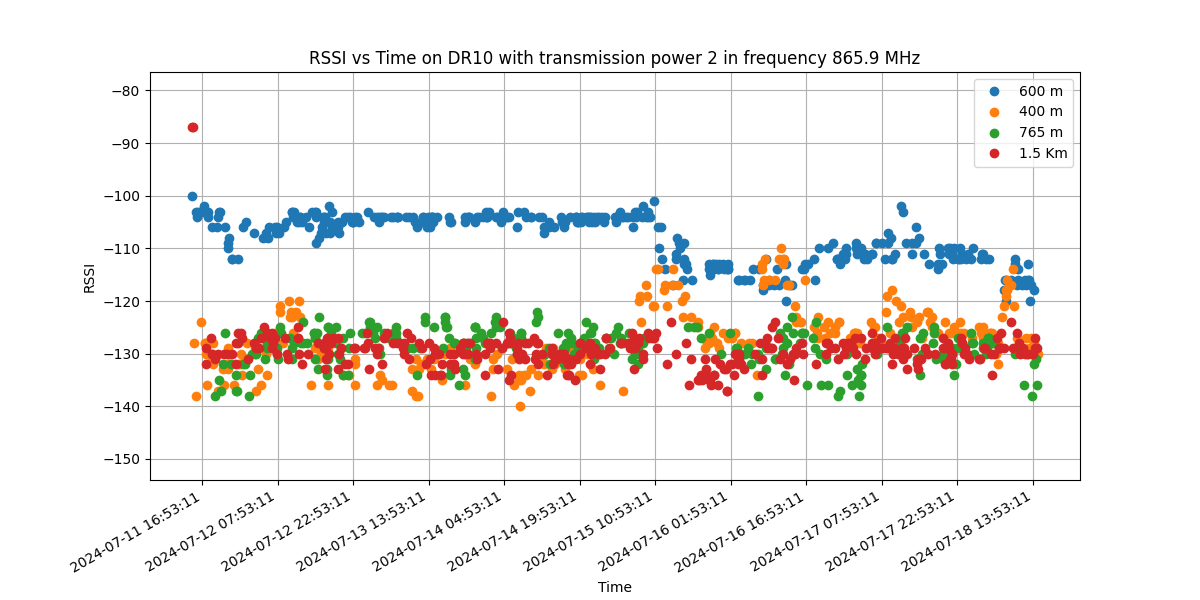 RSSI vs Time on DR10 with transmission power 2 in frequency 865.9 MHz
600 m
400 m
765 m
1.5 Km
RSSI
−80
−90
−100
−110
−120
−130
−140
−150
2024-07-11 16:53:11
2024-07-12 07:53:11
2024-07-12 22:53:11
2024-07-13 13:53:11
2024-07-14 04:53:11
2024-07-14 19:53:11
2024-07-15 10:53:11
2024-07-16 01:53:11
2024-07-16 16:53:11
2024-07-17 07:53:11
2024-07-17 22:53:11
2024-07-18 13:53:11
Time